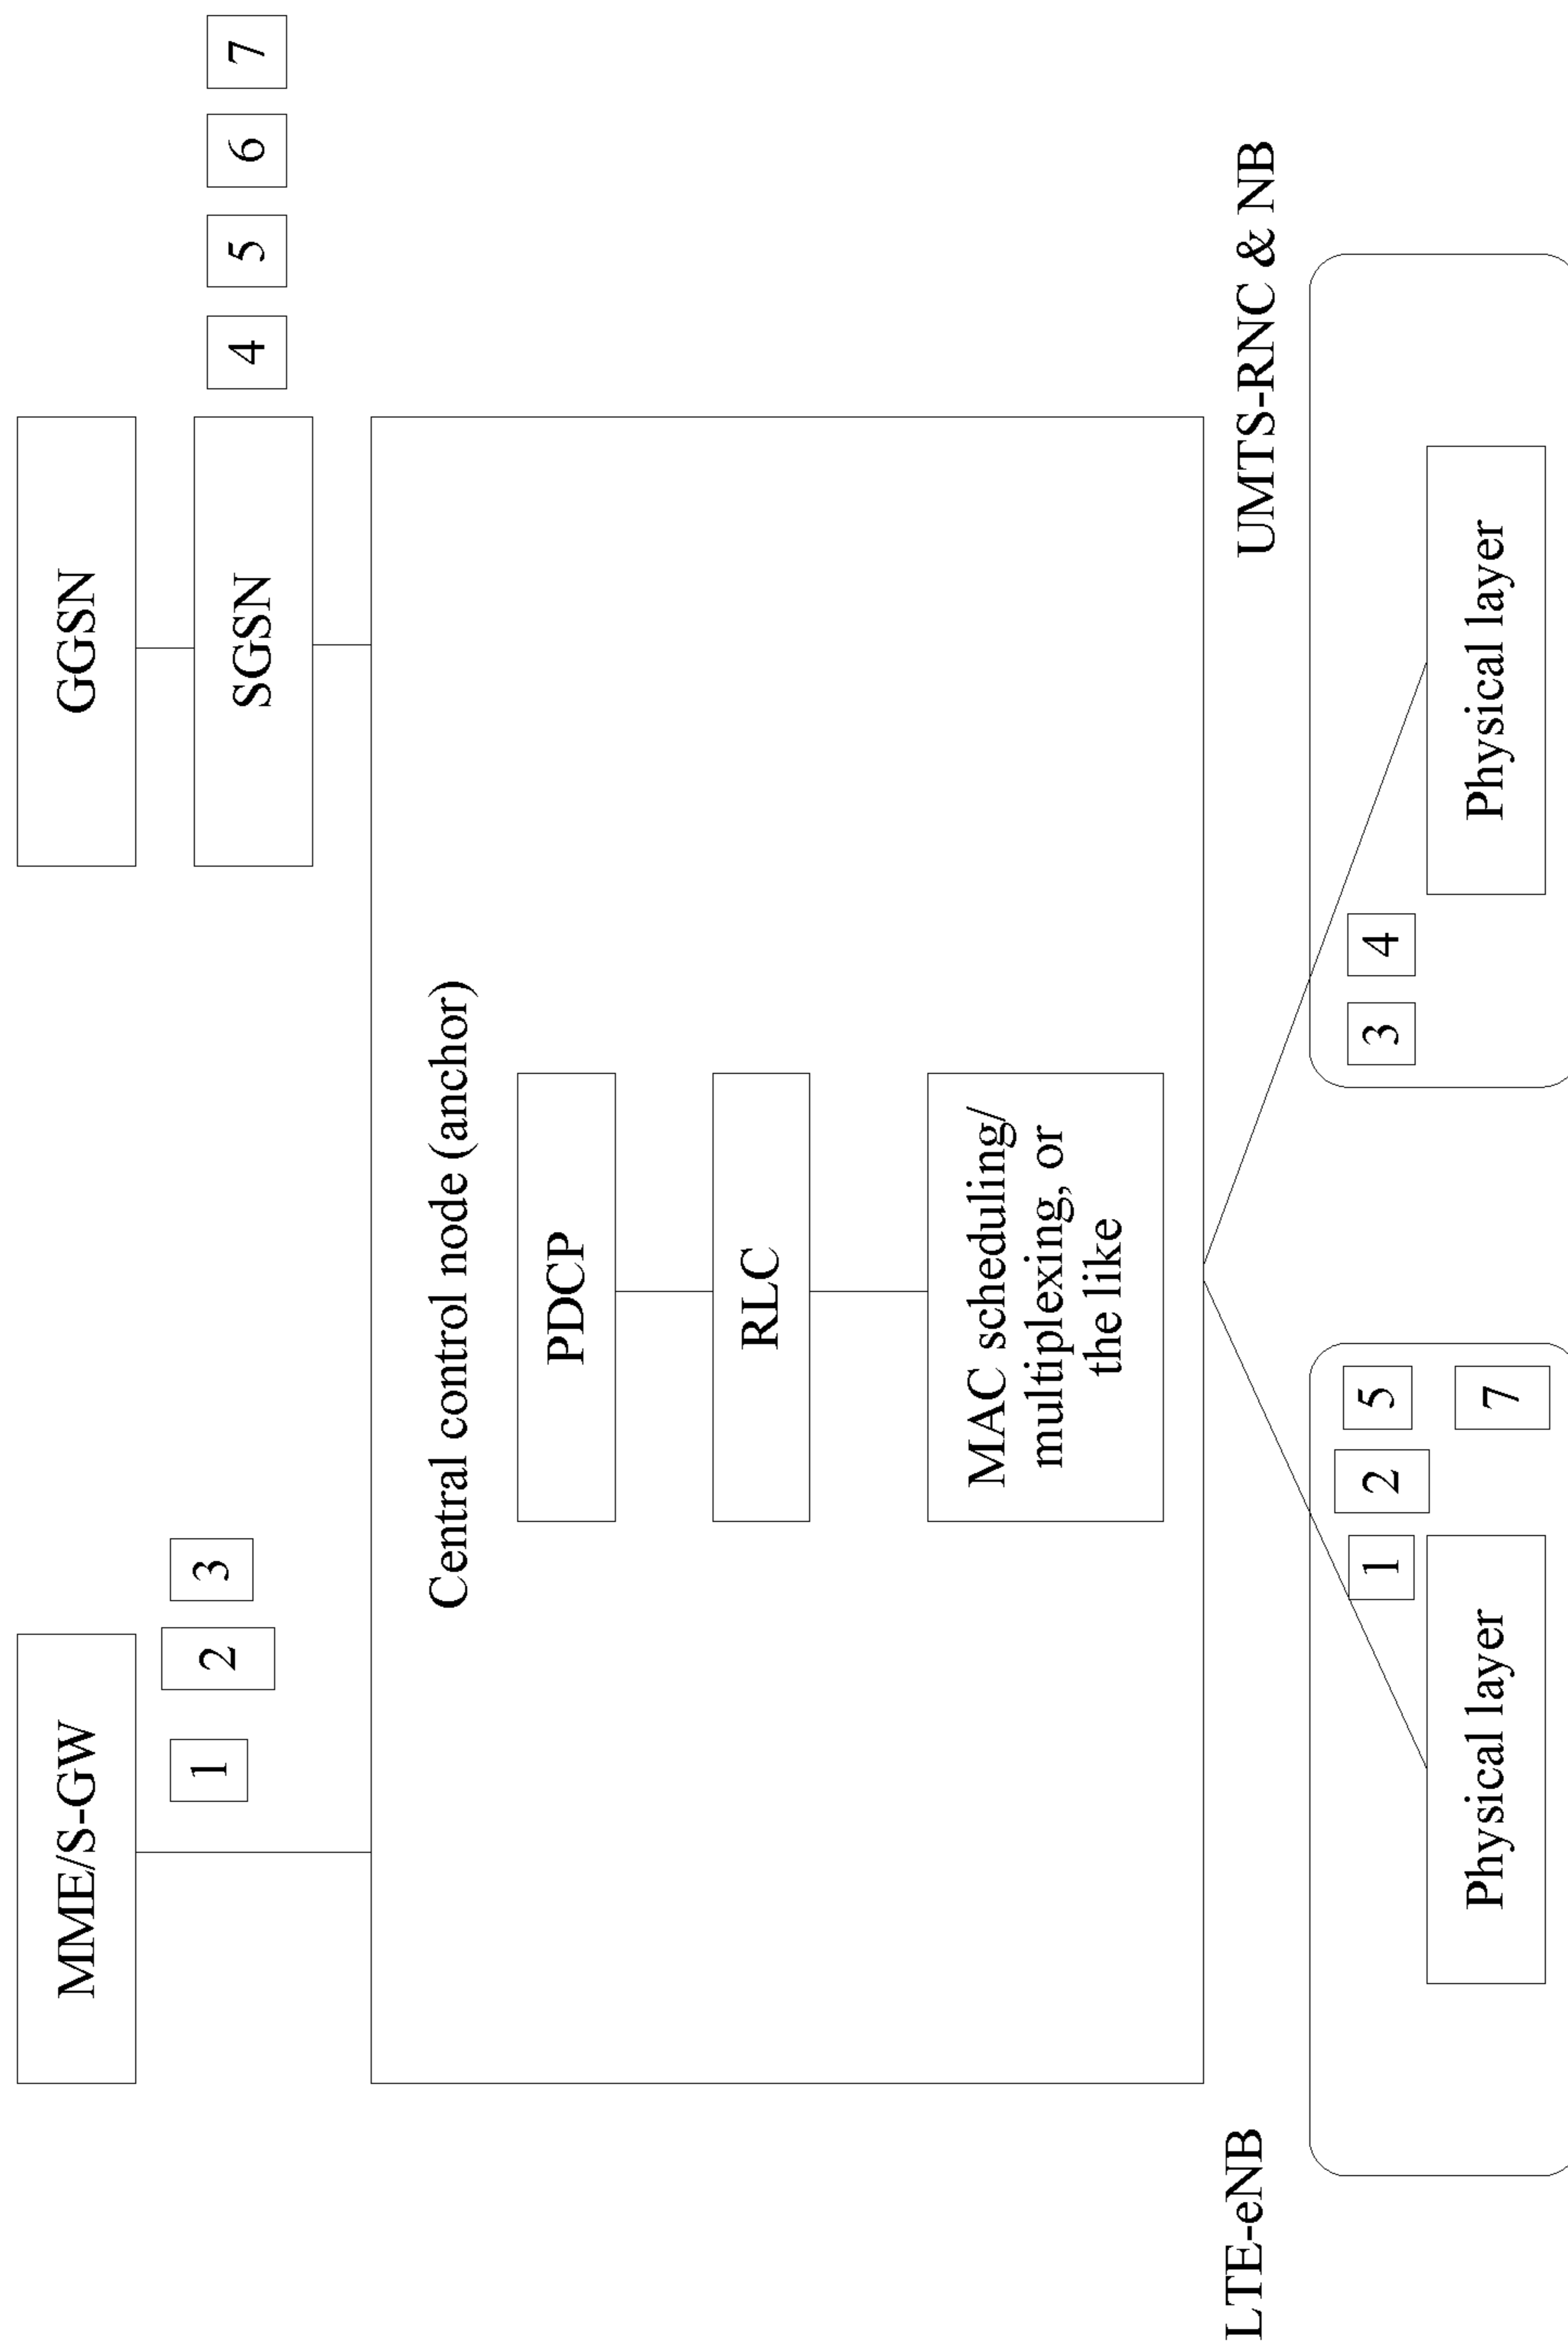 MME/S-GW
GGSN
1
2
3
SGSN
4
5
6
7
Central control node (anchor)
PDCP
RLC
MAC scheduling/
multiplexing, or
the like
LTE-eNB
UMTS-RNC & NB
1
2
5
7
Physical layer
3
4
Physical layer